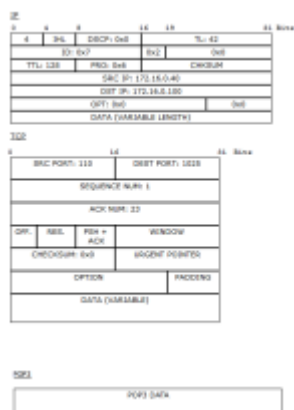 IP
0 4 8 16 19 31 Bits
4 IHL DSCP: 0x0 TL: 42
ID: 0x7 0x2 0x0
TTL: 128 PRO: 0x6 CHKSUM
SRC IP: 172.16.0.40
DST IP: 172.16.0.100
OPT: 0x0 0x0
DATA (VARIABLE LENGTH)
TCP
0 16 31 Bits
SRC PORT: 110 DEST PORT: 1025
SEQUENCE NUM: 1
ACK NUM: 33
OFF. RES. PSH + WINDOW
ACK
CHECKSUM: 0x0 URGENT POINTER
OPTION PADDING
DATA (VARIABLE)
POP3
POP3 DATA